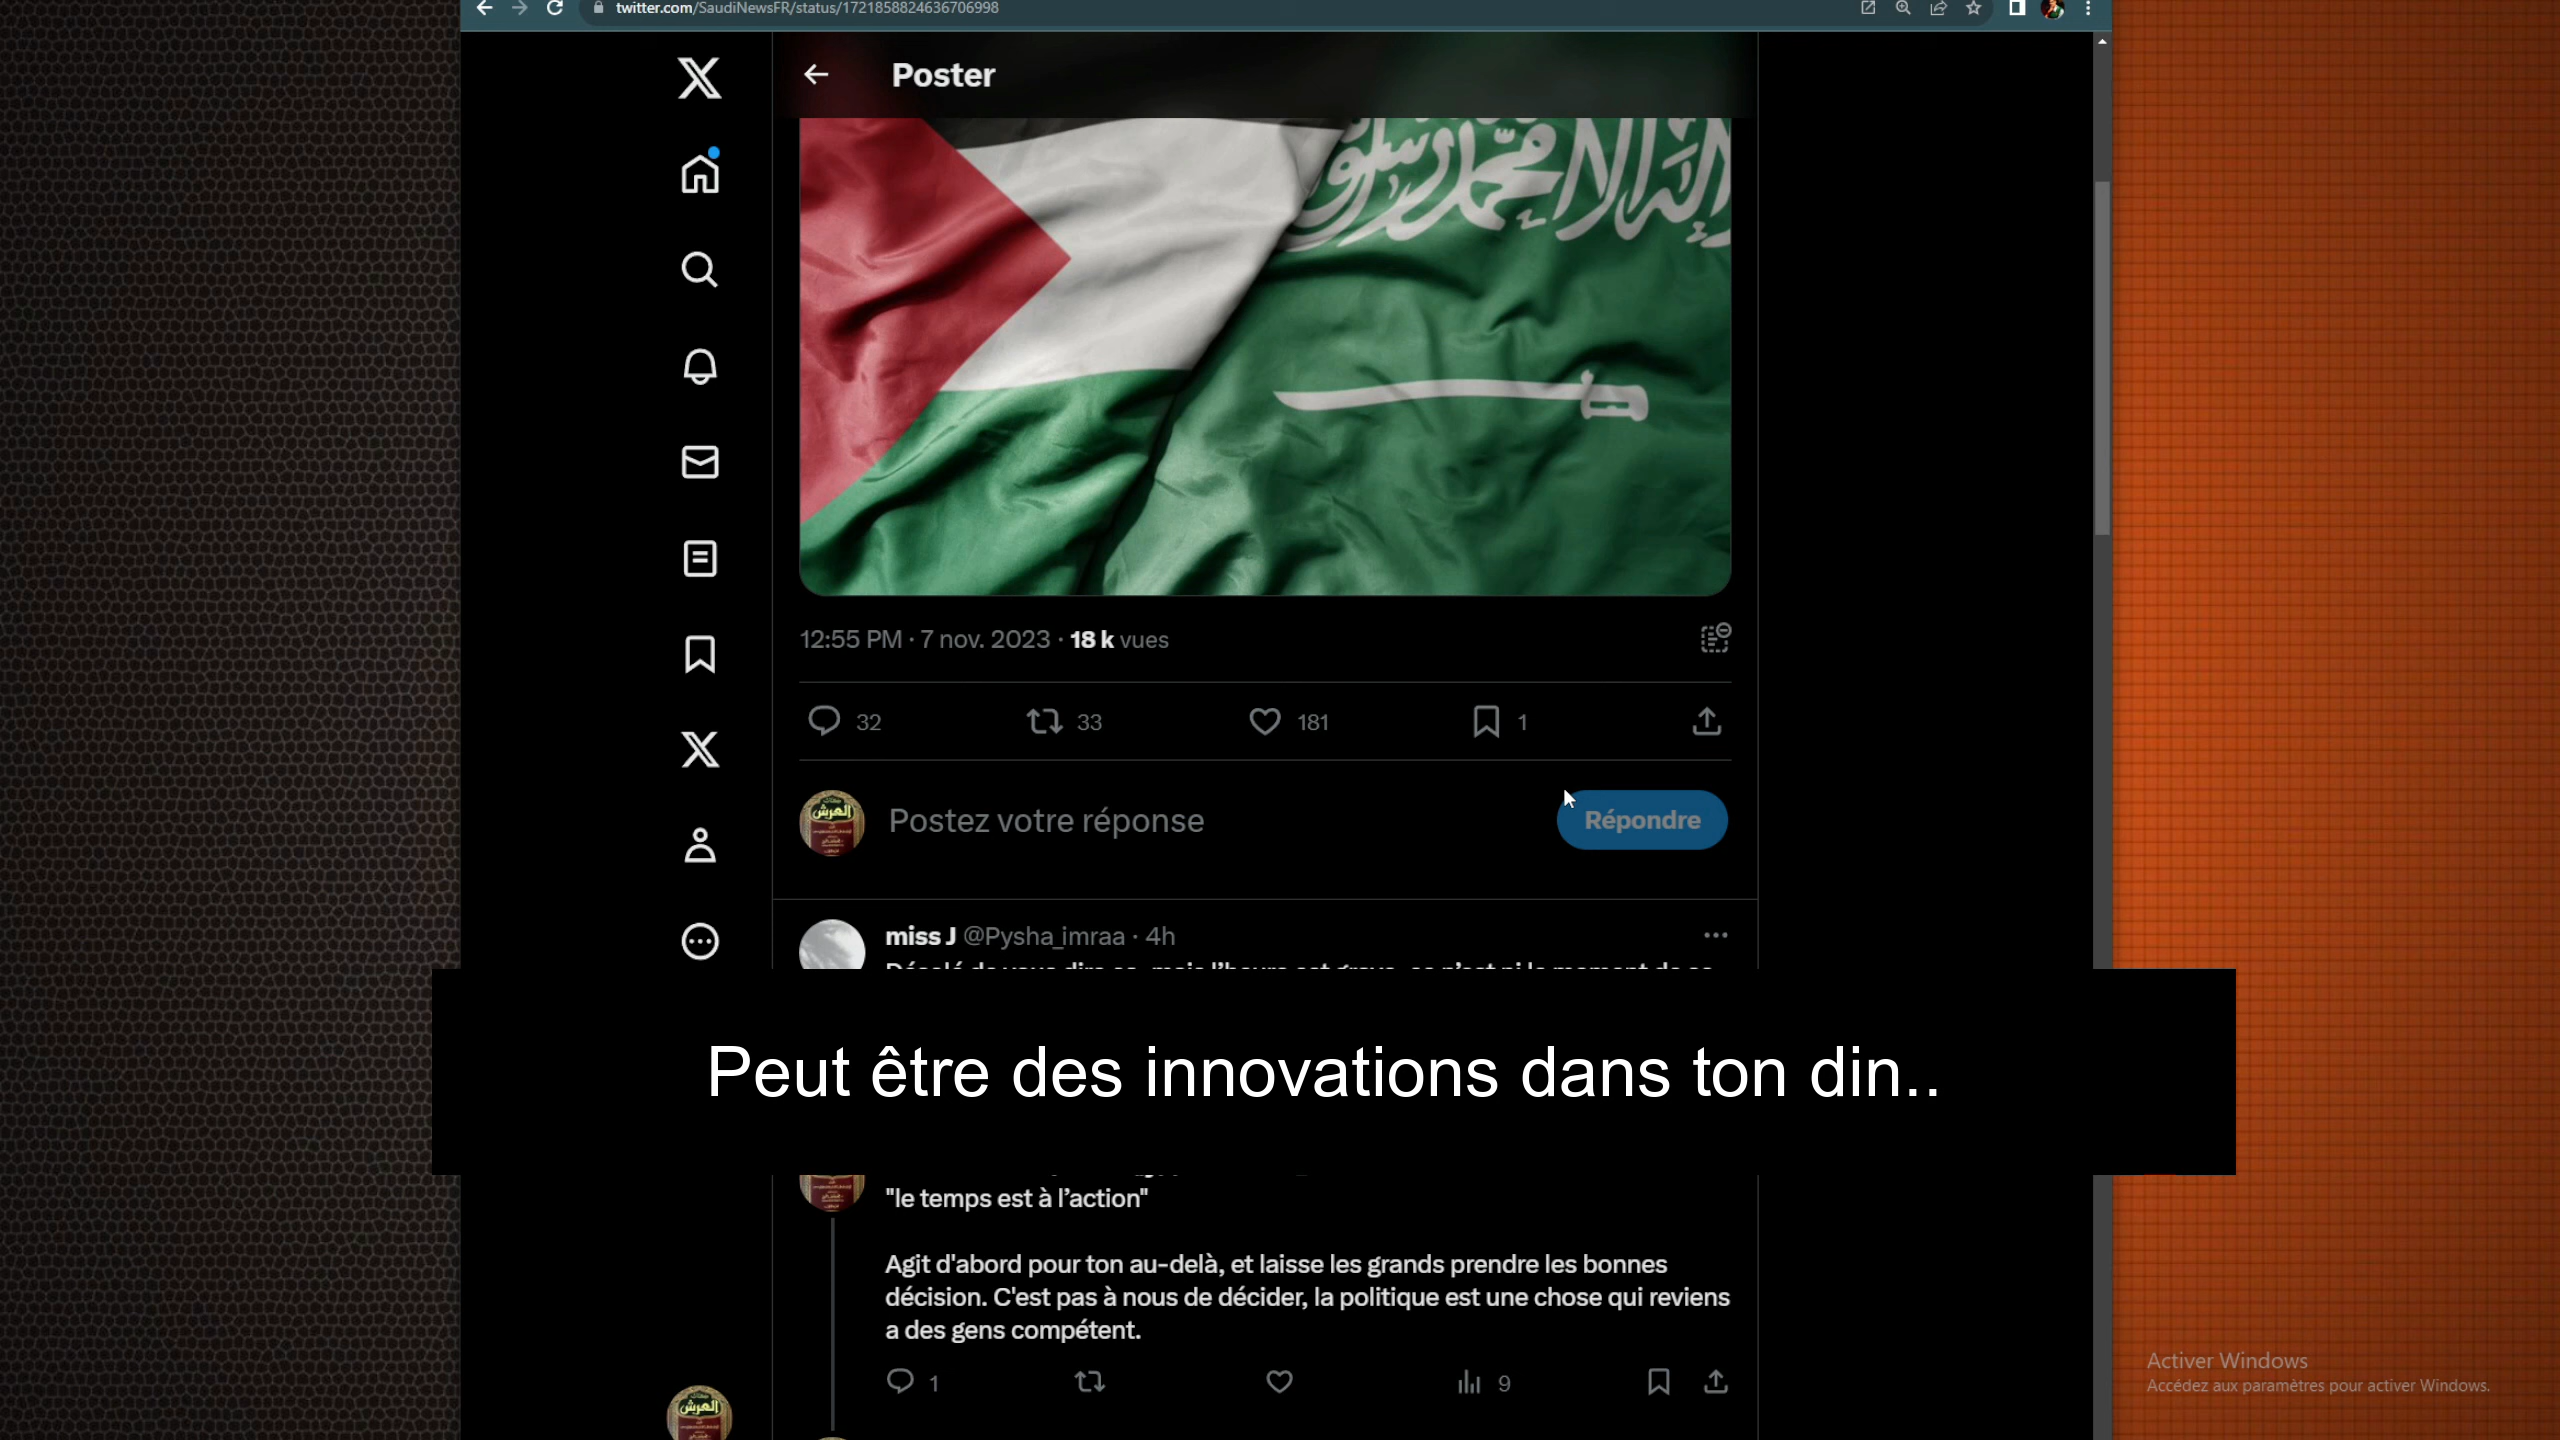 twitter.com/SaudiNewsFR/status/1721858824636706998
Poster
12:55 PM · 7 nov. 2023 · 18 k vues
32
33
181
1
Postez votre réponse
Répondre
miss J @Pysha_imraa · 4h
Peut être des innovations dans ton din..
"le temps est à l'action"
Agit d'abord pour ton au-delà, et laisse les grands prendre les bonnes
décision. C'est pas à nous de décider, la politique est une chose qui reviens
a des gens compétent.
1
9
Activer Windows
Accédez aux paramètres pour activer Windows.